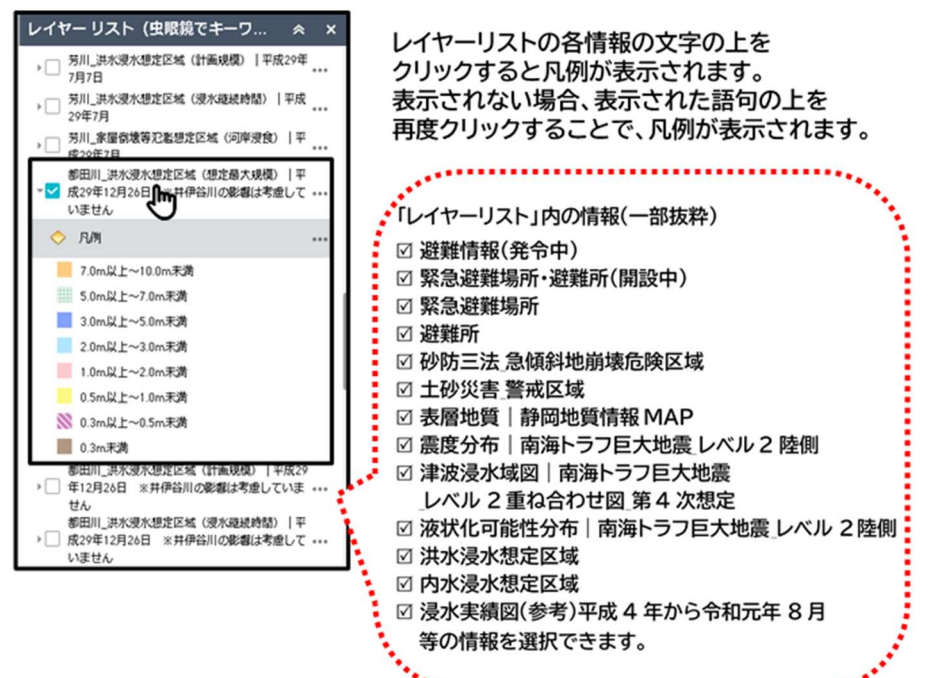 レイヤー リスト（虫眼鏡でキーワ...
芳川_洪水浸水想定区域（計画規模）｜平成29年
7月7日
芳川_洪水浸水想定区域（浸水継続時間）｜平成
29年7月
芳川_家屋倒壊等氾濫想定区域（河岸浸食）｜平
成29年7月
都田川_洪水浸水想定区域（想定最大規模）｜平
成29年12月26日 ※井伊谷川の影響は考慮して
いません
凡例
7.0m以上～10.0m未満
5.0m以上～7.0m未満
3.0m以上～5.0m未満
2.0m以上～3.0m未満
1.0m以上～2.0m未満
0.5m以上～1.0m未満
0.3m以上～0.5m未満
0.3m未満
都田川_洪水浸水想定区域（計画規模）｜平成29
年12月26日 ※井伊谷川の影響は考慮していま
せん
都田川_洪水浸水想定区域（浸水継続時間）｜平
成29年12月26日 ※井伊谷川の影響は考慮して
いません
レイヤーリストの各情報の文字の上を
クリックすると凡例が表示されます。
表示されない場合、表示された語句の上を
再度クリックすることで、凡例が表示されます。
「レイヤーリスト」内の情報(一部抜粋)
☑ 避難情報(発令中)
☑ 緊急避難場所・避難所(開設中)
☑ 緊急避難場所
☑ 避難所
☑ 砂防三法_急傾斜地崩壊危険区域
☑ 土砂災害_警戒区域
☑ 表層地質｜静岡地質情報 MAP
☑ 震度分布｜南海トラフ巨大地震_レベル 2 陸側
☑ 津波浸水域図｜南海トラフ巨大地震
_レベル 2 重ね合わせ図_第 4 次想定
☑ 液状化可能性分布｜南海トラフ巨大地震_レベル 2 陸側
☑ 洪水浸水想定区域
☑ 内水浸水想定区域
☑ 浸水実績図(参考)平成 4 年から令和元年 8 月
等の情報を選択できます。